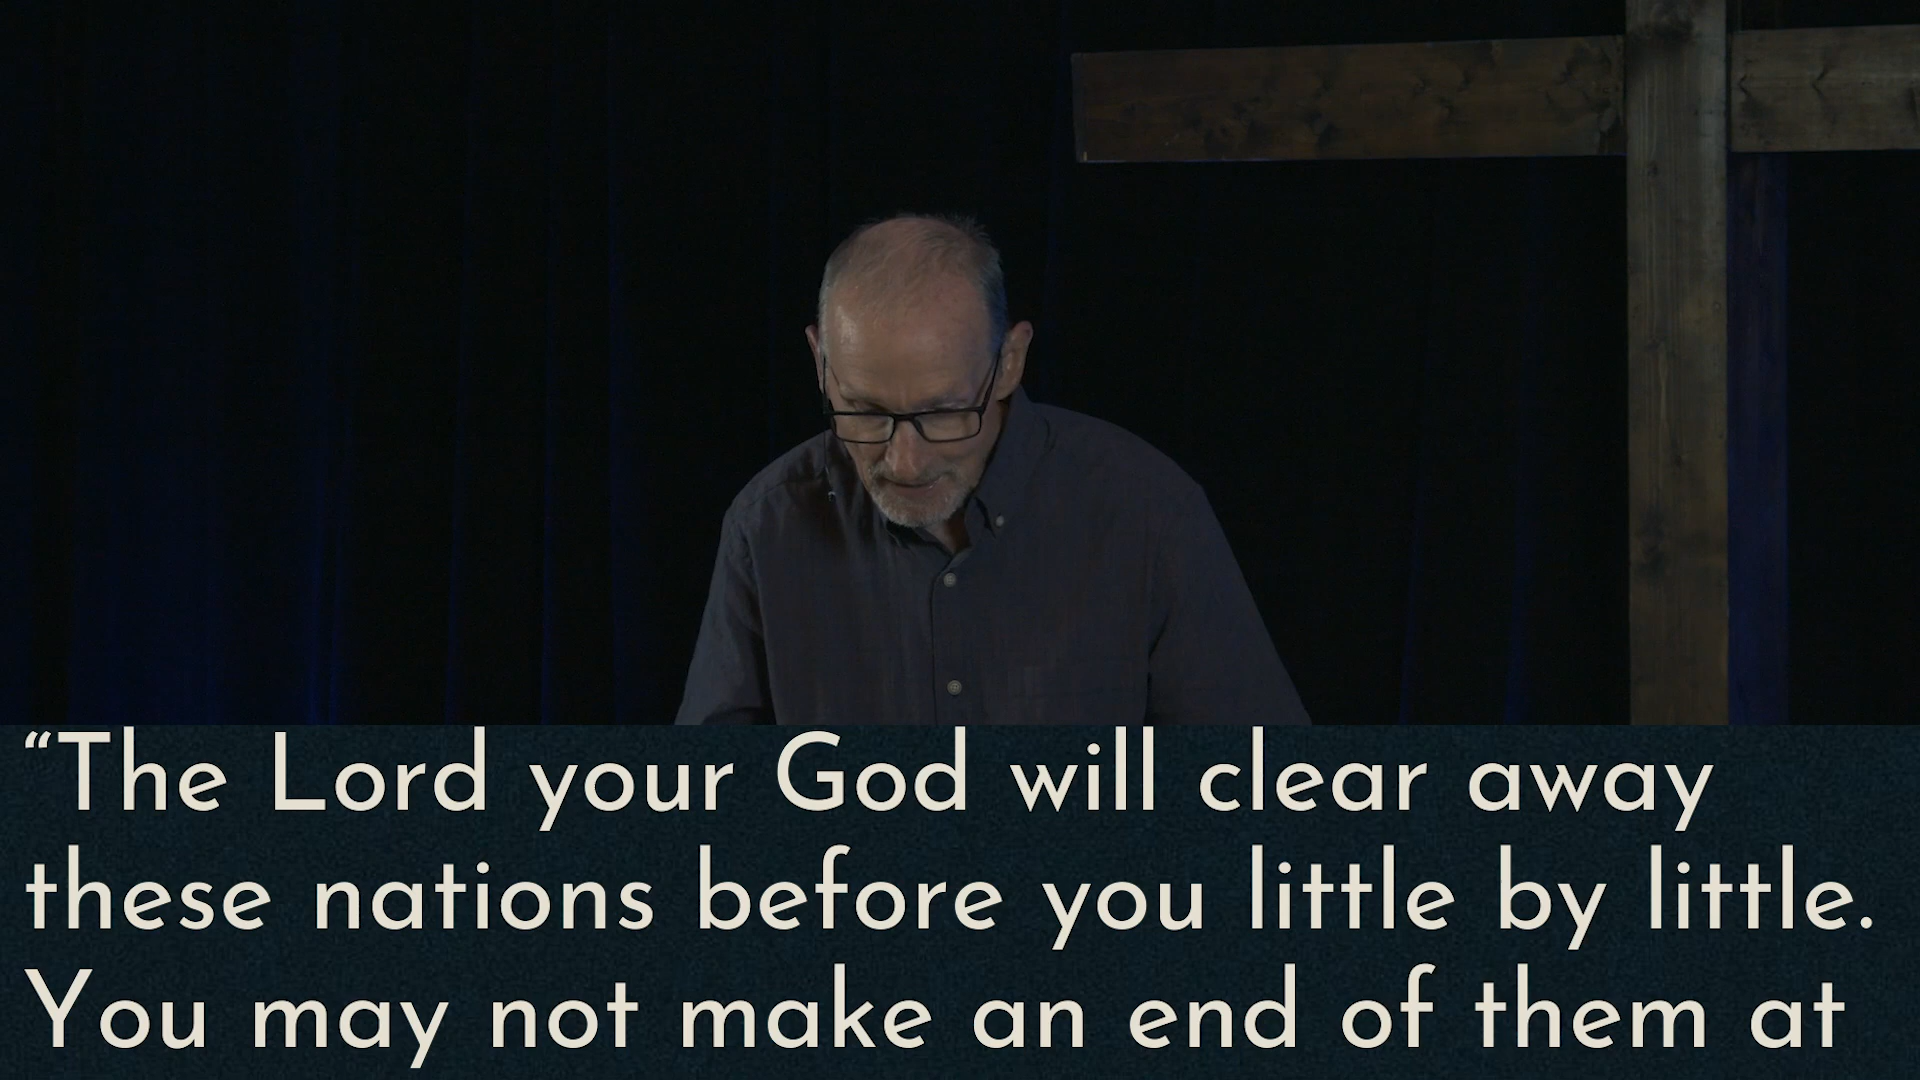 “The Lord your God will clear away
these nations before you little by little.
You may not make an end of them at